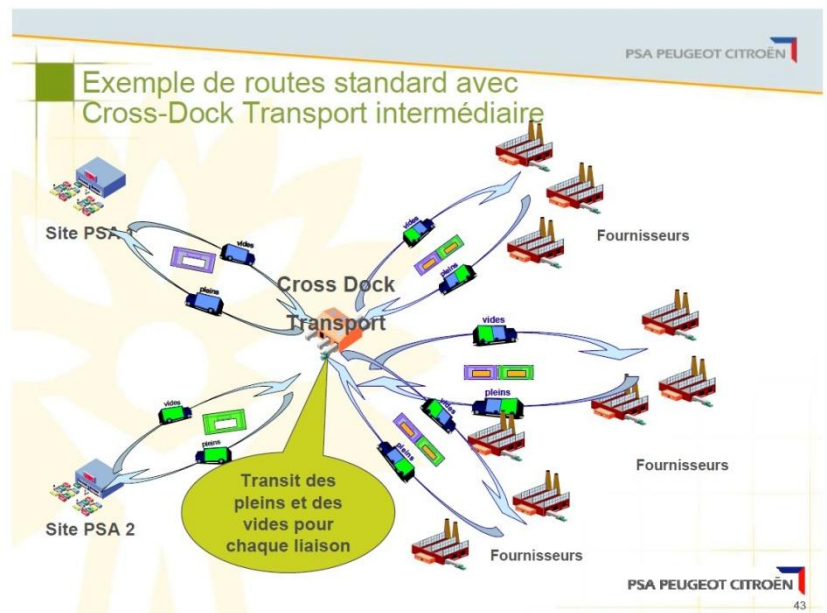 PSA PEUGEOT CITROËN
Exemple de routes standard avec
Cross-Dock Transport intermédiaire
Site PSA
vides
pleins
Cross Dock
Transport
vides
pleins
Fournisseurs
vides
pleins
Fournisseurs
vides
pleins
Fournisseurs
vides
pleins
Site PSA 2
Transit des
pleins et des
vides pour
chaque liaison
PSA PEUGEOT CITROËN
43